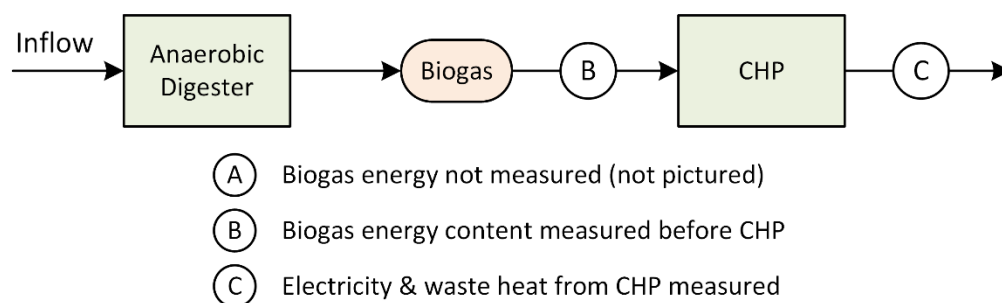 Inflow
Anaerobic
Digester
Biogas
B
CHP
C
A Biogas energy not measured (not pictured)
B Biogas energy content measured before CHP
C Electricity & waste heat from CHP measured